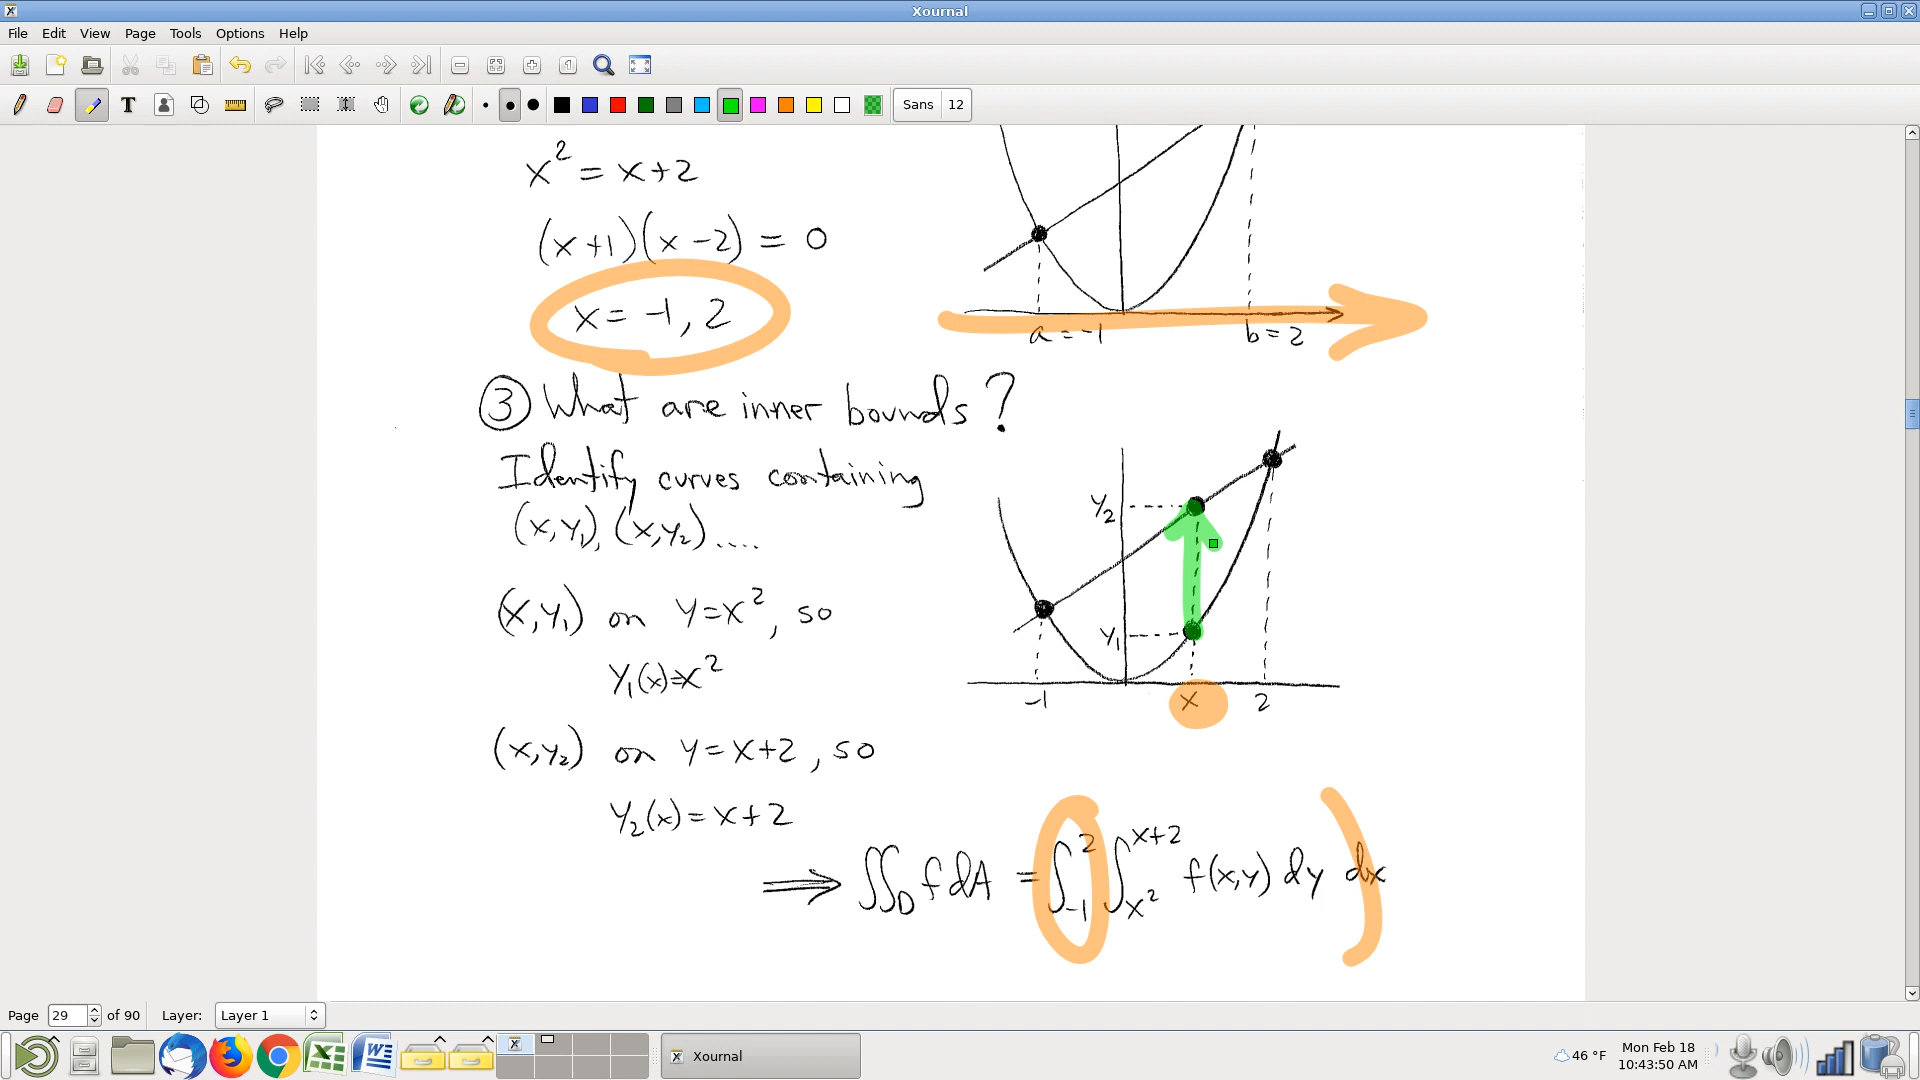 Xournal
File Edit View Page Tools Options Help
Sans 12
x² = x+2
(x+1)(x-2) = 0
x = -1, 2
a = -1 b = 2
③ What are inner bounds?
Identify curves containing
(x,y₁), (x,y₂)....
(x,y₁) on y=x², so
y₁(x)=x²
(x,y₂) on y=x+2, so
y₂(x) = x+2
y₂
y₁
-1 x 2
⟹ ∬_D f dA = ∫_{-1}^{2} ∫_{x²}^{x+2} f(x,y) dy dx
Page 29 of 90 Layer: Layer 1
Xournal
46 °F
Mon Feb 18
10:43:50 AM